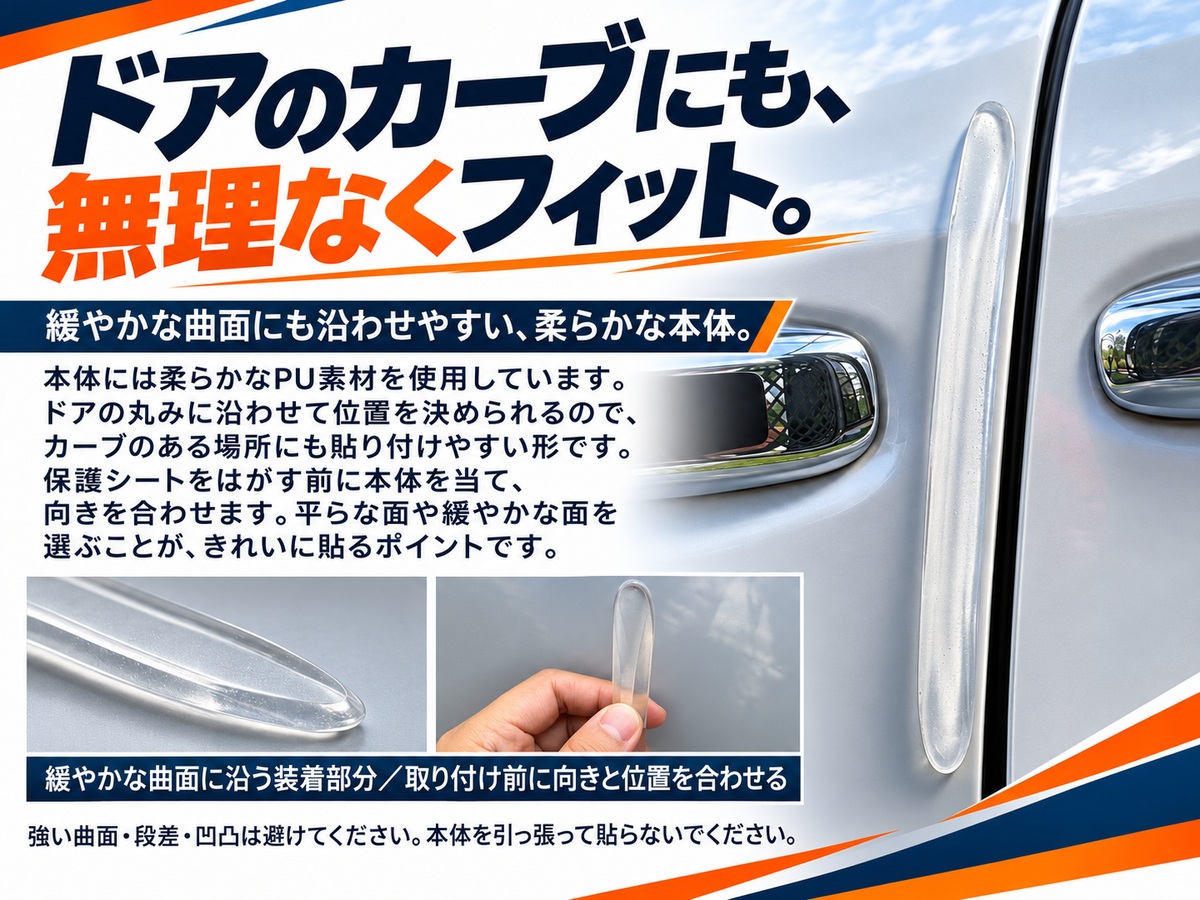 ドアのカーブにも、
無理なくフィット。
緩やかな曲面にも沿わせやすい、柔らかな本体。
本体には柔らかなPU素材を使用しています。
ドアの丸みに沿わせて位置を決められるので、
カーブのある場所にも貼り付けやすい形です。
保護シートをはがす前に本体を当て、
向きを合わせます。平らな面や緩やかな面を
選ぶことが、きれいに貼るポイントです。
緩やかな曲面に沿う装着部分／取り付け前に向きと位置を合わせる
強い曲面・段差・凹凸は避けてください。本体を引っ張って貼らないでください。